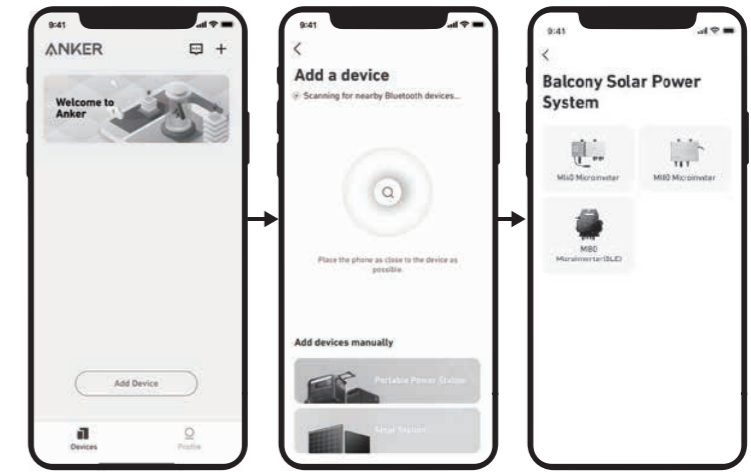 9:41
ANKER
Welcome to
Anker
Add Device
Devices
Profile
9:41
Add a device
Scanning for nearby Bluetooth devices...
Place the phone as close to the device as
possible.
Add devices manually
Portable Power Station
Solar System
9:41
Balcony Solar Power
System
MI60 Microinverter
MI80 Microinverter
MI80
Microinverter(BLE)